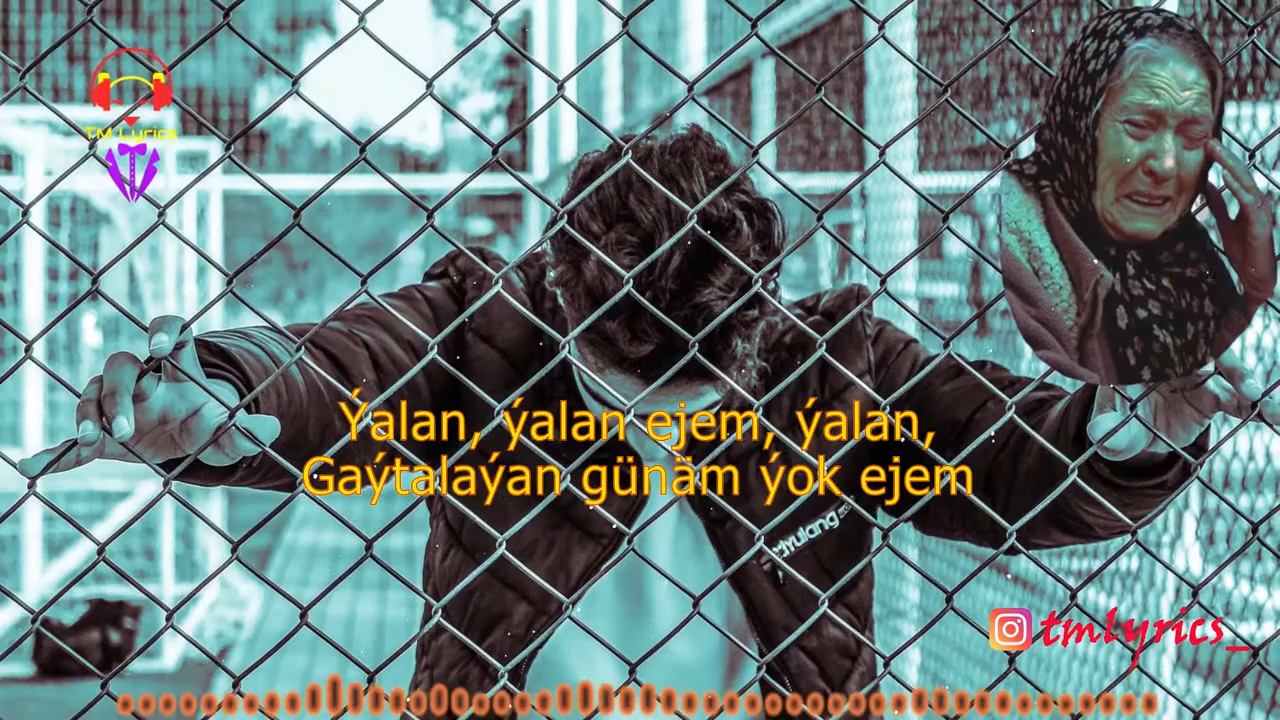 TM Lyrics
Ýalan, ýalan ejem, ýalan,
Gaýtalaýan günäm ýok ejem
tmlyrics_